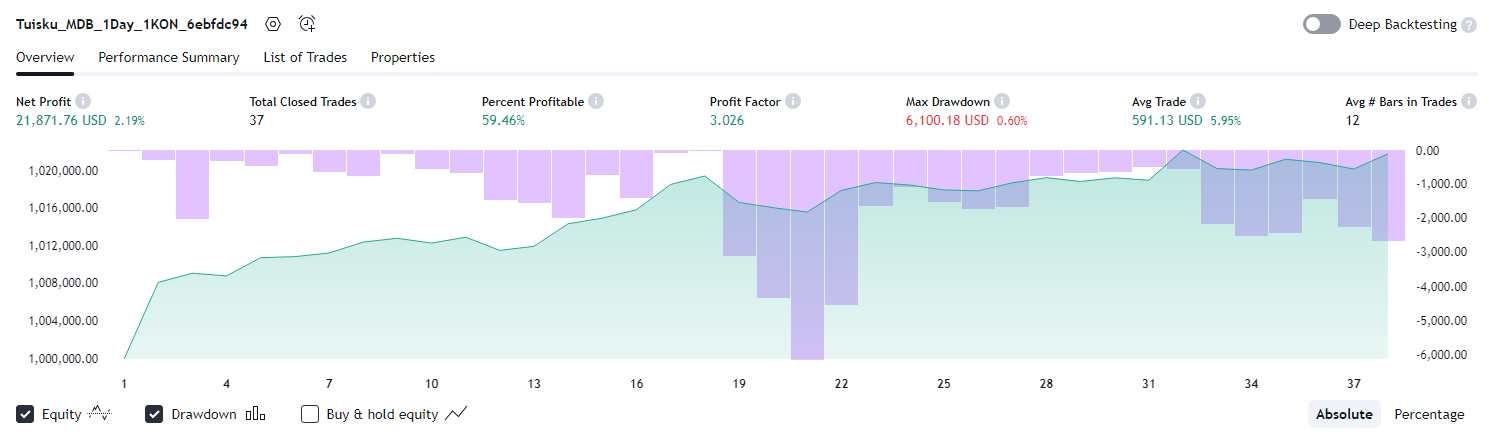 Tuisku_MDB_1Day_1KON_6ebfdc94 Deep Backtesting ?
Overview Performance Summary List of Trades Properties
Net Profit i Total Closed Trades i Percent Profitable i Profit Factor i Max Drawdown i Avg Trade i Avg # Bars in Trades i
21,871.76 USD 2.19% 37 59.46% 3.026 6,100.18 USD 0.60% 591.13 USD 5.95% 12
0.00
1,020,000.00
-1,000.00
1,016,000.00
-2,000.00
1,012,000.00
-3,000.00
1,008,000.00
-4,000.00
1,004,000.00
-5,000.00
1,000,000.00
-6,000.00
1 4 7 10 13 16 19 22 25 28 31 34 37
Equity Drawdown Buy & hold equity Absolute Percentage